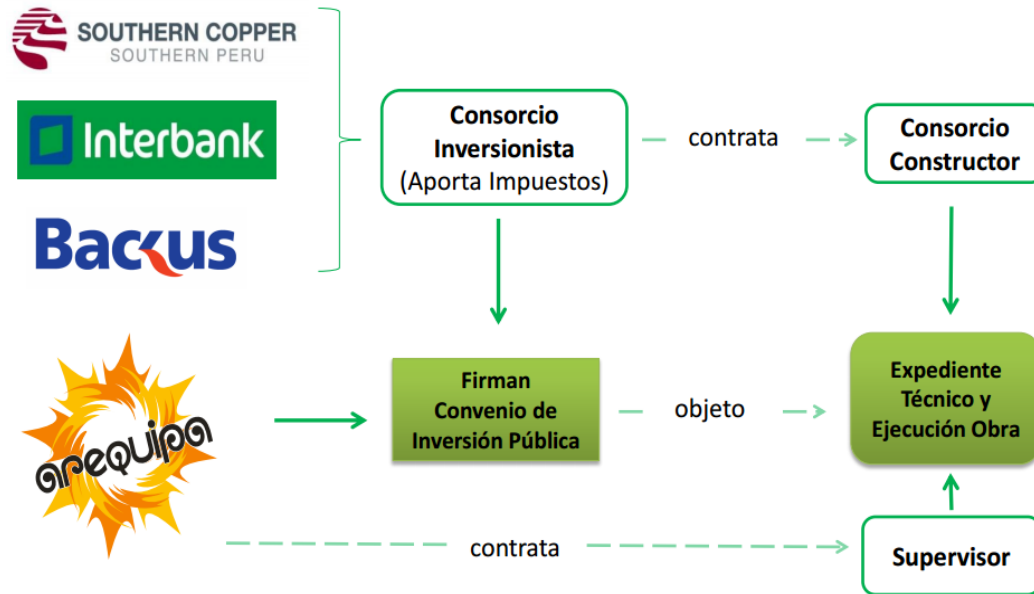 SOUTHERN COPPER
SOUTHERN PERU
Interbank
Backus
Consorcio
Inversionista
(Aporta Impuestos)
contrata
Consorcio
Constructor
arequipa
Firman
Convenio de
Inversión Pública
objeto
Expediente
Técnico y
Ejecución Obra
contrata
Supervisor